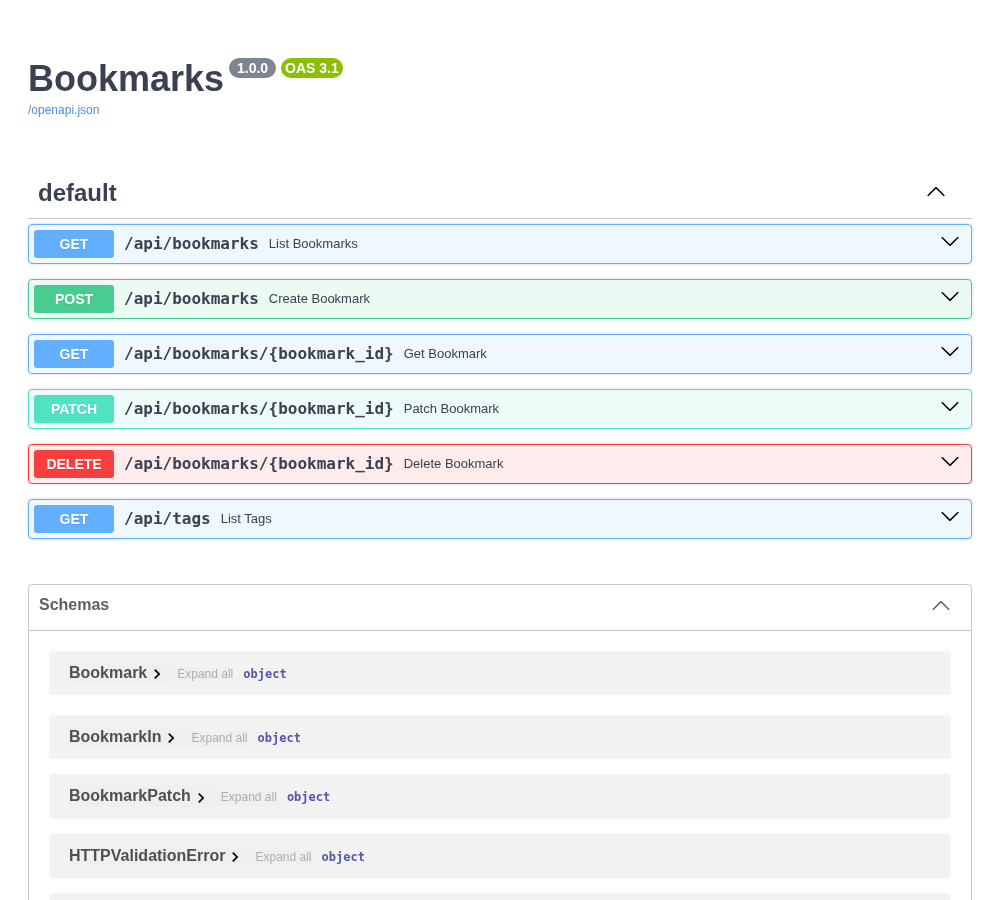 Bookmarks 1.0.0 OAS 3.1
/openapi.json
default
GET /api/bookmarks List Bookmarks
POST /api/bookmarks Create Bookmark
GET /api/bookmarks/{bookmark_id} Get Bookmark
PATCH /api/bookmarks/{bookmark_id} Patch Bookmark
DELETE /api/bookmarks/{bookmark_id} Delete Bookmark
GET /api/tags List Tags
Schemas
Bookmark Expand all object
BookmarkIn Expand all object
BookmarkPatch Expand all object
HTTPValidationError Expand all object